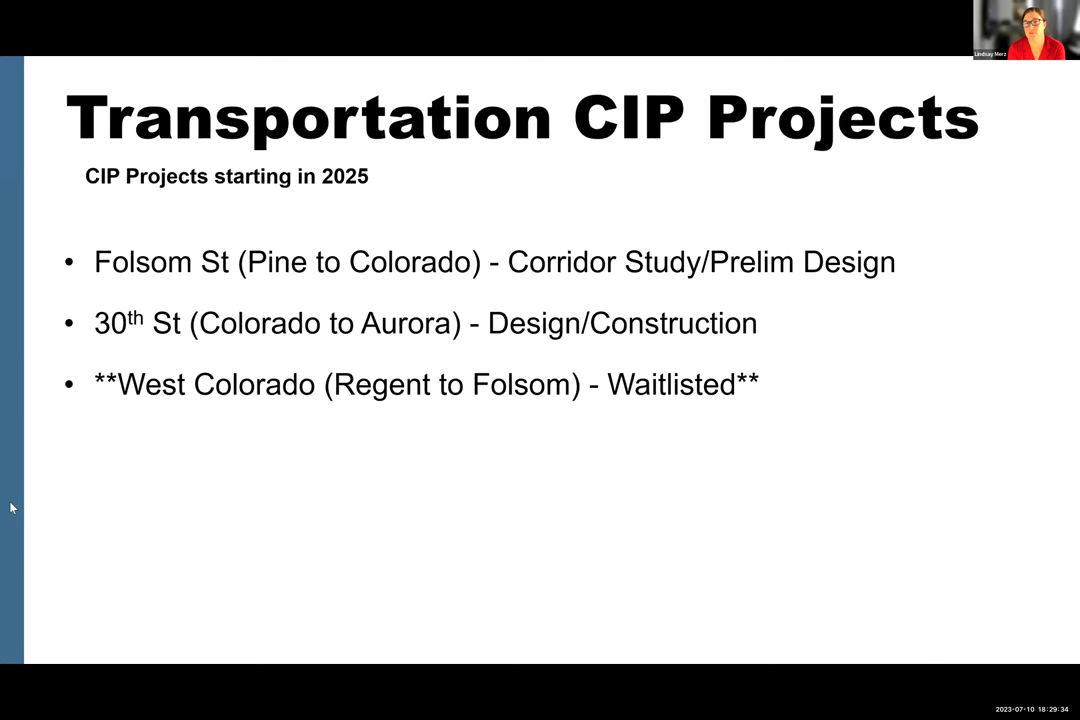 Lindsay Merz
Transportation CIP Projects
CIP Projects starting in 2025
• Folsom St (Pine to Colorado) - Corridor Study/Prelim Design
• 30th St (Colorado to Aurora) - Design/Construction
• **West Colorado (Regent to Folsom) - Waitlisted**
2023-07-10 18:29:34